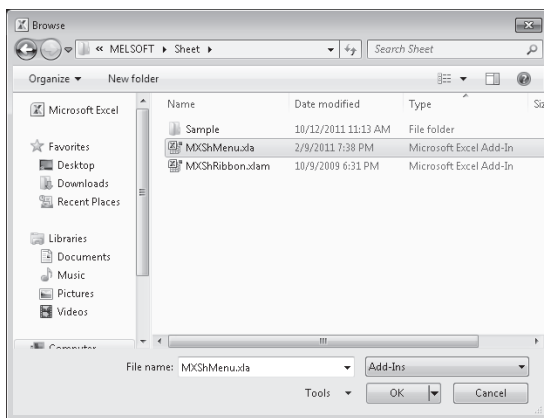 Browse
« MELSOFT ▸ Sheet ▸
Search Sheet
Organize ▾ New folder
Microsoft Excel
Favorites
Desktop
Downloads
Recent Places
Libraries
Documents
Music
Pictures
Videos
Computer
Name Date modified Type Siz
Sample 10/12/2011 11:13 AM File folder
MXShMenu.xla 2/9/2011 7:38 PM Microsoft Excel Add-In
MXShRibbon.xlam 10/9/2009 6:31 PM Microsoft Excel Add-In
File name: MXShMenu.xla Add-Ins
Tools ▾ OK Cancel